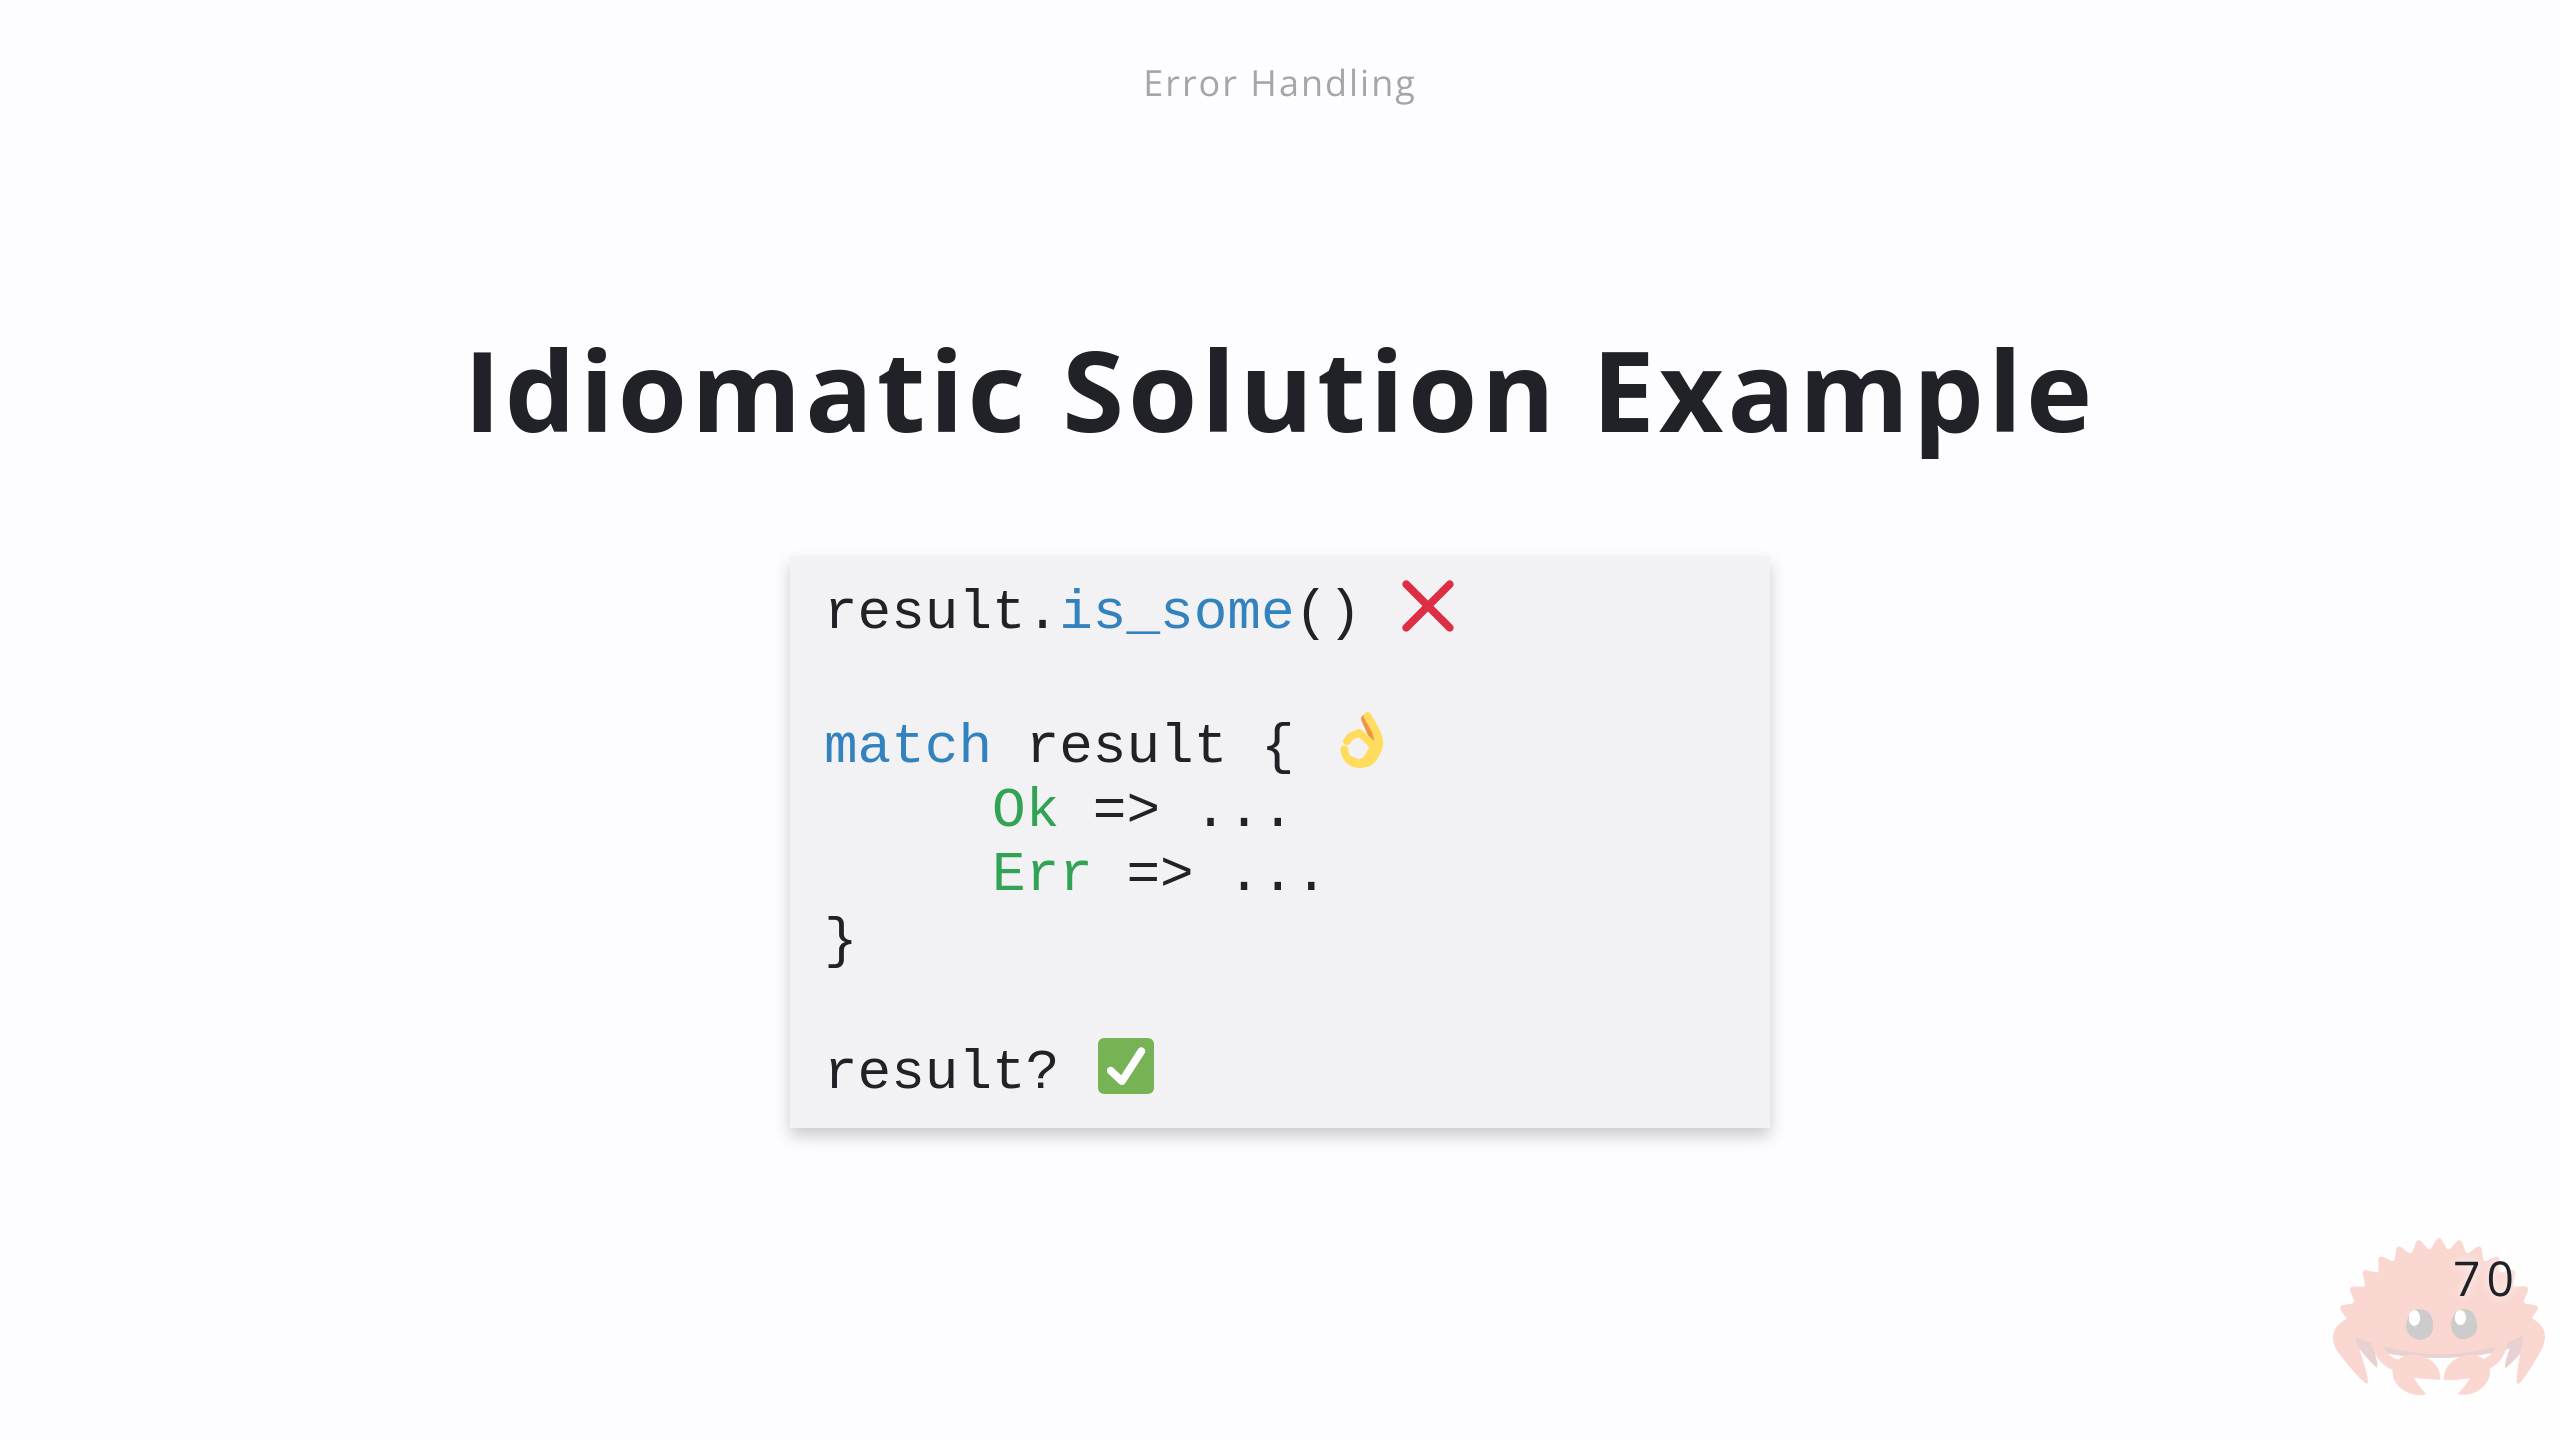 Error Handling
Idiomatic Solution Example
result.is_some() ❌
match result { 👌
Ok => ...
Err => ...
}
result? ✅
70